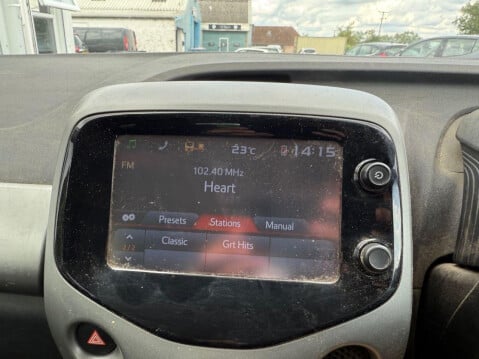 23°C
14:15
FM
102.40 MHz
Heart
Presets Stations Manual
Classic Grt Hits